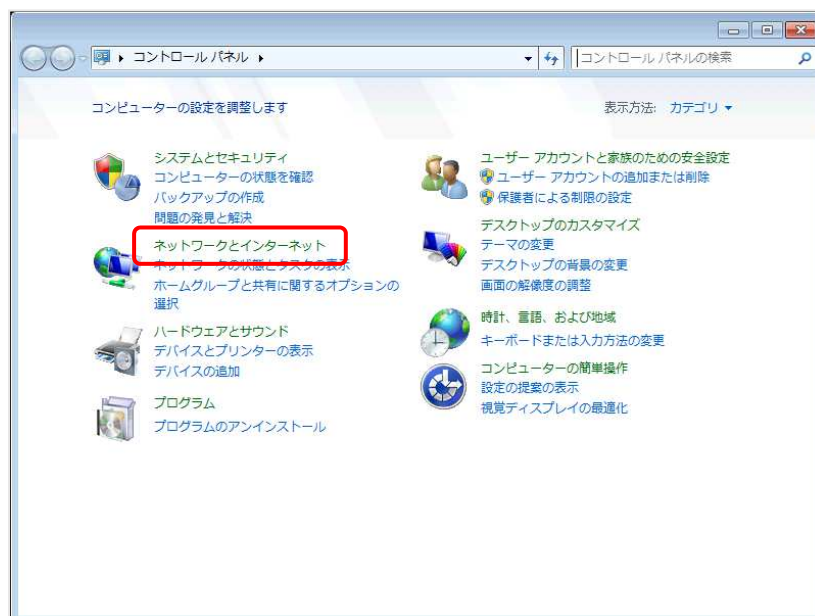 コントロール パネル
コントロール パネルの検索
コンピューターの設定を調整します
表示方法: カテゴリ
システムとセキュリティ
コンピューターの状態を確認
バックアップの作成
問題の発見と解決
ネットワークとインターネット
ネットワークの状態とタスクの表示
ホームグループと共有に関するオプションの
選択
ハードウェアとサウンド
デバイスとプリンターの表示
デバイスの追加
プログラム
プログラムのアンインストール
ユーザー アカウントと家族のための安全設定
ユーザー アカウントの追加または削除
保護者による制限の設定
デスクトップのカスタマイズ
テーマの変更
デスクトップの背景の変更
画面の解像度の調整
時計、言語、および地域
キーボードまたは入力方法の変更
コンピューターの簡単操作
設定の提案の表示
視覚ディスプレイの最適化